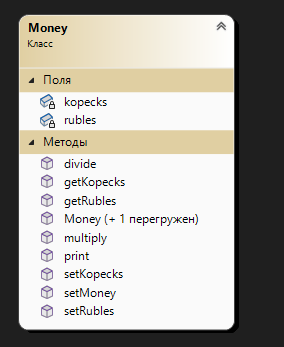 Money
Класс
Поля
kopecks
rubles
Методы
divide
getKopecks
getRubles
Money (+ 1 перегружен)
multiply
print
setKopecks
setMoney
setRubles